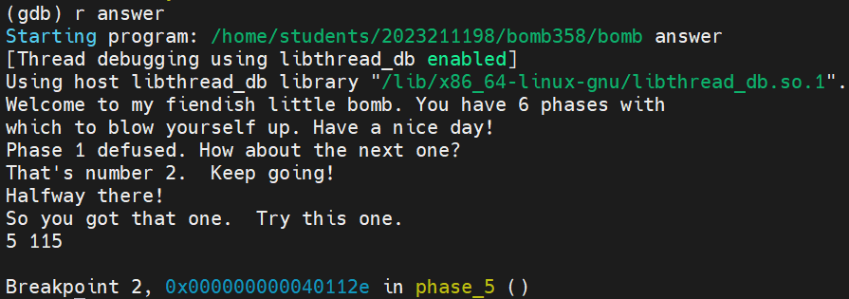 (gdb) r answer
Starting program: /home/students/2023211198/bomb358/bomb answer
[Thread debugging using libthread_db enabled]
Using host libthread_db library "/lib/x86_64-linux-gnu/libthread_db.so.1".
Welcome to my fiendish little bomb. You have 6 phases with
which to blow yourself up. Have a nice day!
Phase 1 defused. How about the next one?
That's number 2.  Keep going!
Halfway there!
So you got that one.  Try this one.
5 115
Breakpoint 2, 0x000000000040112e in phase_5 ()